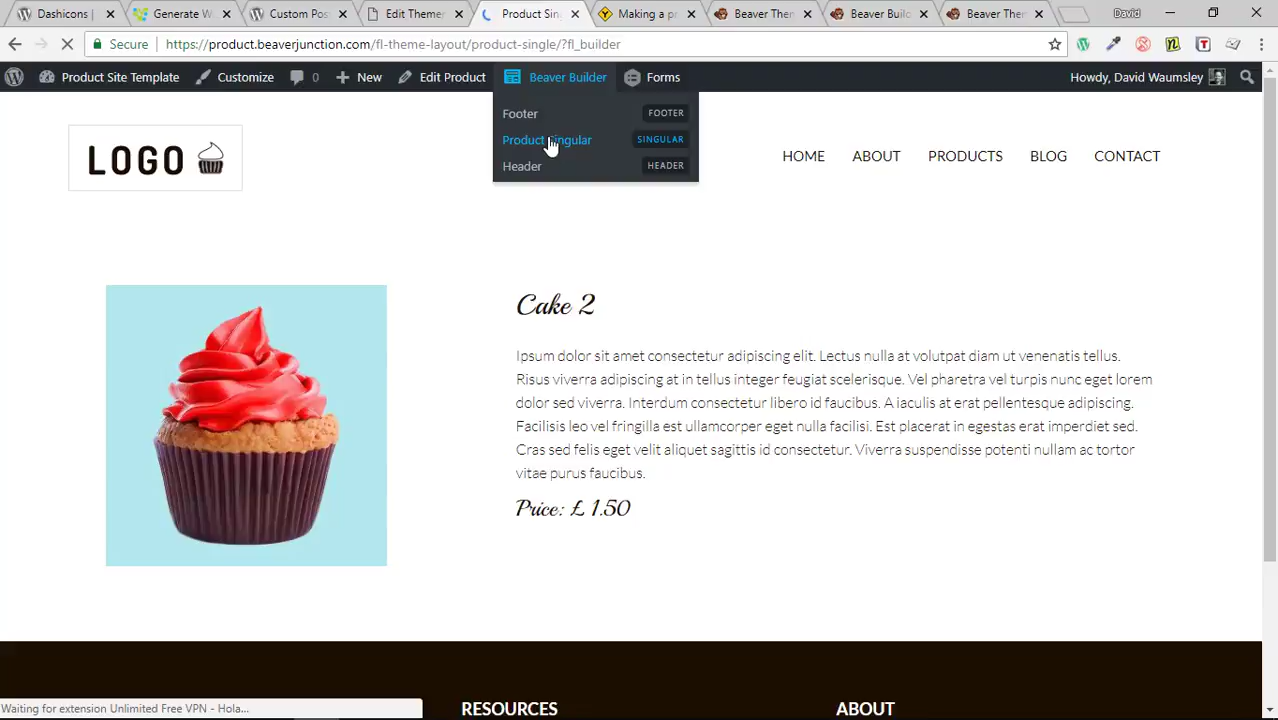 Dashicons |
Generate W
Custom Pos
Edit Theme
Product Sin
Making a p
Beaver Then
Beaver Buil
Beaver The
David
Secure
https://product.beaverjunction.com/fl-theme-layout/product-single/?fl_builder
Product Site Template
Customize
0
New
Edit Product
Beaver Builder
Forms
Howdy, David Waumsley
Footer
FOOTER
Product Singular
SINGULAR
Header
HEADER
LOGO
HOME
ABOUT
PRODUCTS
BLOG
CONTACT
Cake 2
Ipsum dolor sit amet consectetur adipiscing elit. Lectus nulla at volutpat diam ut venenatis tellus.
Risus viverra adipiscing at in tellus integer feugiat scelerisque. Vel pharetra vel turpis nunc eget lorem
dolor sed viverra. Interdum consectetur libero id faucibus. A iaculis at erat pellentesque adipiscing.
Facilisis leo vel fringilla est ullamcorper eget nulla facilisi. Est placerat in egestas erat imperdiet sed.
Cras sed felis eget velit aliquet sagittis id consectetur. Viverra suspendisse potenti nullam ac tortor
vitae purus faucibus.
Price: £ 1.50
Waiting for extension Unlimited Free VPN - Hola...
RESOURCES
ABOUT